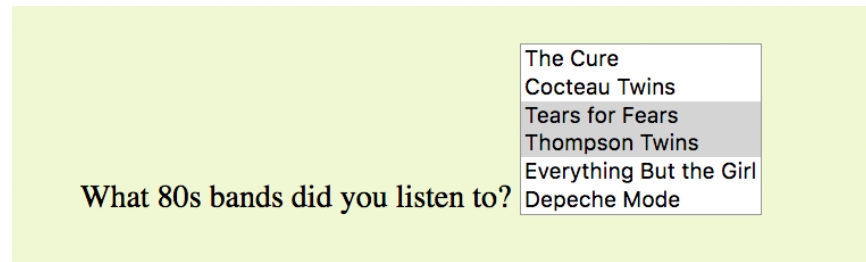 The Cure
Cocteau Twins
Tears for Fears
Thompson Twins
Everything But the Girl
What 80s bands did you listen to? Depeche Mode